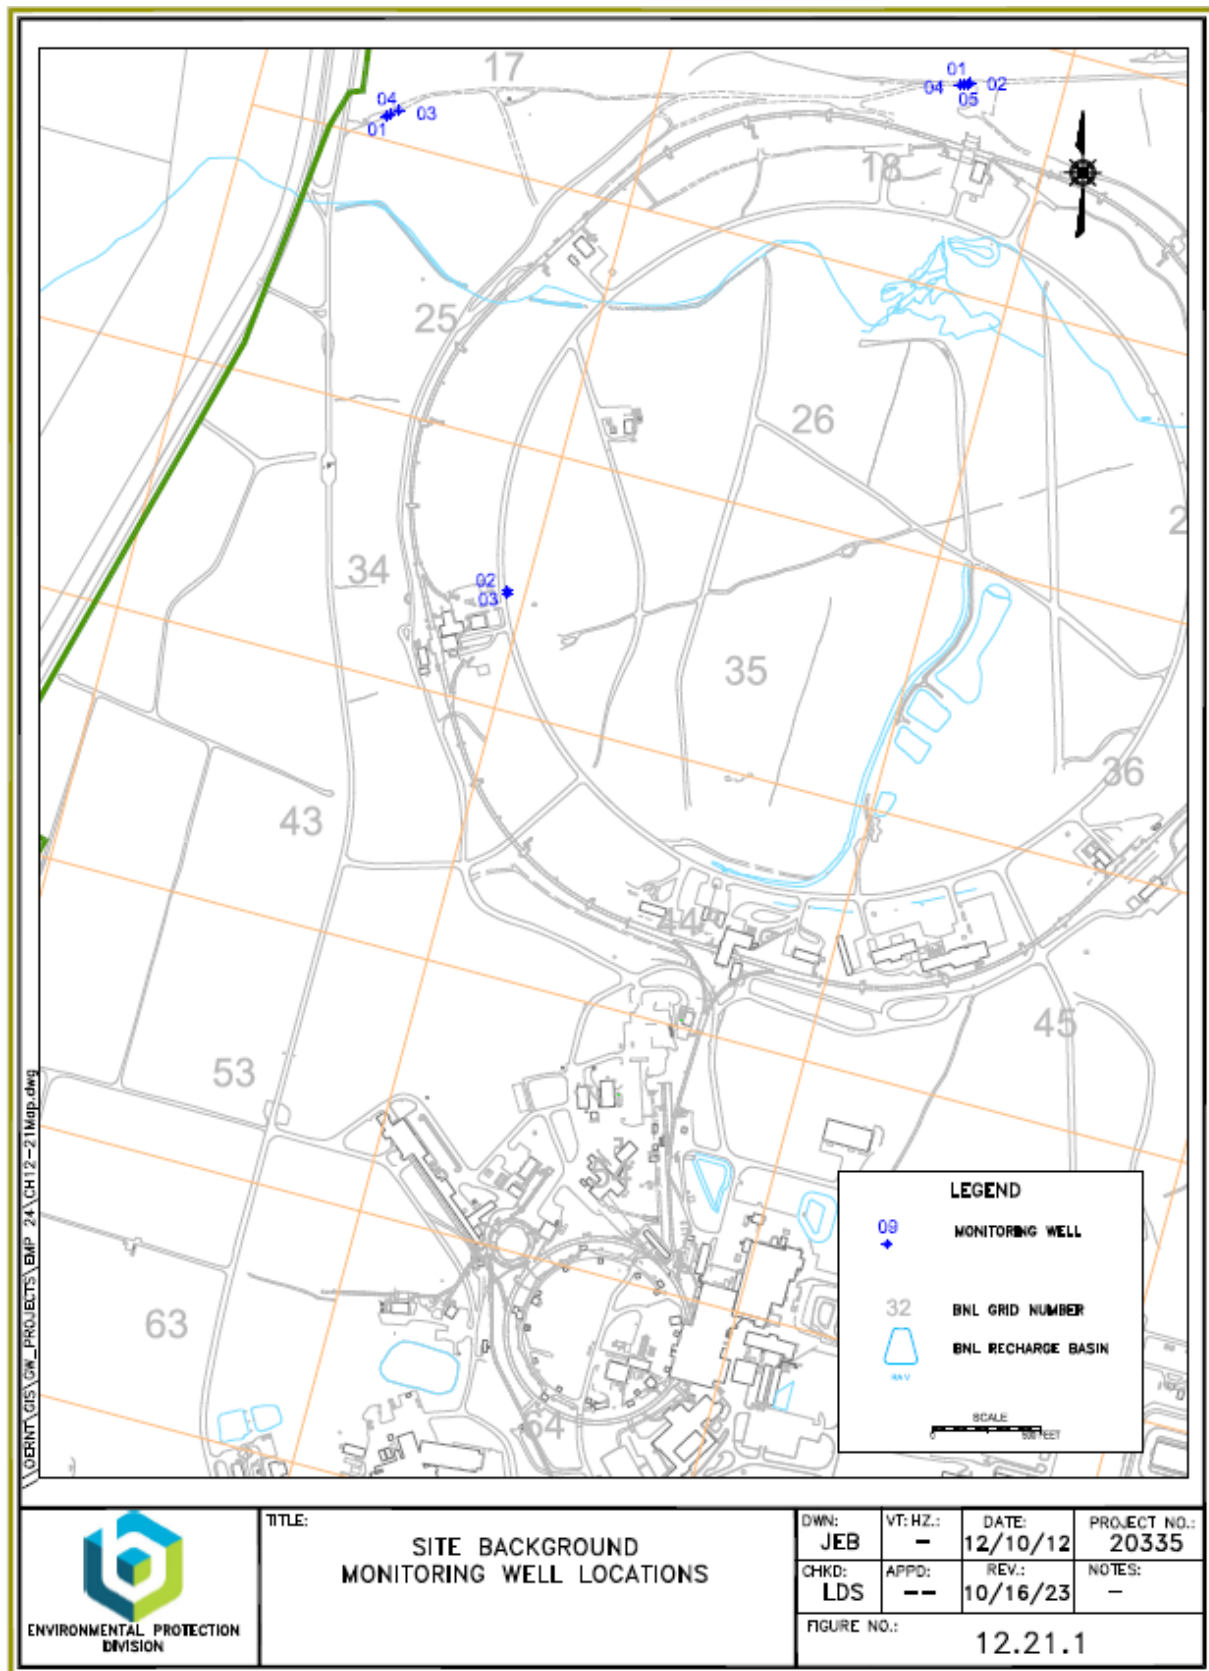 17
01
04
02
05
04
03
01
18
25
26
2
34
02
03
35
36
43
44
45
53
63
64
LEGEND
09
MONITORING WELL
32
BNL GRID NUMBER
BNL RECHARGE BASIN
RA V
SCALE
0
500 FEET
\OERNT\GIS\GW_PROJECTS\EMP 24\CH12-21Map.dwg
ENVIRONMENTAL PROTECTION
DIVISION
TITLE:
SITE BACKGROUND
MONITORING WELL LOCATIONS
DWN:
JEB
VT: HZ.:
–
DATE:
12/10/12
PROJECT NO.:
20335
CHKD:
LDS
APPD:
--
REV.:
10/16/23
NOTES:
–
FIGURE NO.:
12.21.1